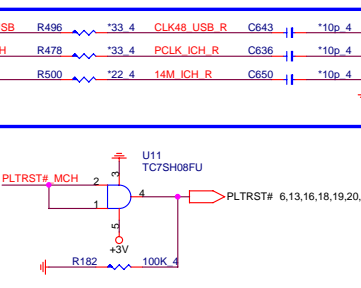 SB R496 *33_4 CLK48_USB_R C643 *10p_4
H R478 *33_4 PCLK_ICH_R C636 *10p_4
R500 *22_4 14M_ICH_R C650 *10p_4
U11
TC7SH08FU
3
PLTRST#_MCH 2
4
PLTRST# 6,13,16,18,19,20,
1
5
+3V
R182 100K_4